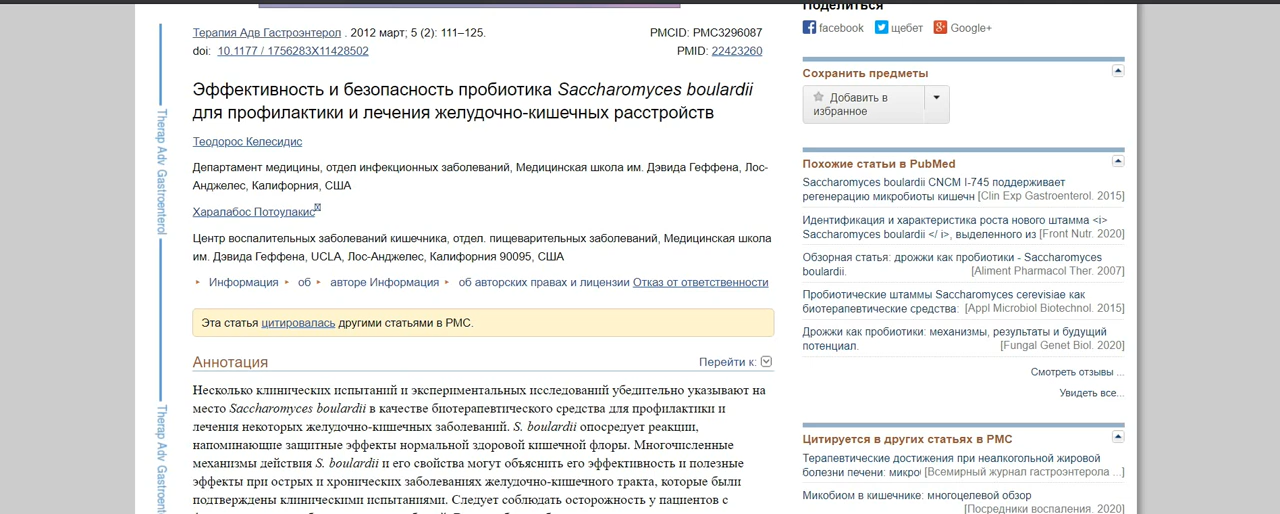 Терапия Адв Гастроэнтерол . 2012 март; 5 (2): 111–125.
PMCID: PMC3296087
doi: 10.1177 / 1756283X11428502
PMID: 22423260
Эффективность и безопасность пробиотика Saccharomyces boulardii
для профилактики и лечения желудочно-кишечных расстройств
Теодорос Келесидис
Департамент медицины, отдел инфекционных заболеваний, Медицинская школа им. Дэвида Геффена, Лос-
Анджелес, Калифорния, США
Харалабос Потоулакис
Центр воспалительных заболеваний кишечника, отдел. пищеварительных заболеваний, Медицинская школа
им. Дэвида Геффена, UCLA, Лос-Анджелес, Калифорния 90095, США
Информация об авторе Информация об авторских правах и лицензии Отказ от ответственности
Эта статья цитировалась другими статьями в PMC.
Аннотация
Перейти к:
Несколько клинических испытаний и экспериментальных исследований убедительно указывают на
место Saccharomyces boulardii в качестве биотерапевтического средства для профилактики и
лечения некоторых желудочно-кишечных заболеваний. S. boulardii опосредует реакции,
напоминающие защитные эффекты нормальной здоровой кишечной флоры. Многочисленные
механизмы действия S. boulardii и его свойства могут объяснить его эффективность и полезные
эффекты при острых и хронических заболеваниях желудочно-кишечного тракта, которые были
подтверждены клиническими испытаниями. Следует соблюдать осторожность у пациентов с
Therap Adv Gastroenterol
Therap Adv Gastroent
Поделиться
facebook
щебет
Google+
Сохранить предметы
Добавить в
избранное
Похожие статьи в PubMed
Saccharomyces boulardii CNCM I-745 поддерживает
регенерацию микробиоты кишечн [Clin Exp Gastroenterol. 2015]
Идентификация и характеристика роста нового штамма <i>
Saccharomyces boulardii </ i>, выделенного из [Front Nutr. 2020]
Обзорная статья: дрожжи как пробиотики - Saccharomyces
boulardii. [Aliment Pharmacol Ther. 2007]
Пробиотические штаммы Saccharomyces cerevisiae как
биотерапевтические средства: [Appl Microbiol Biotechnol. 2015]
Дрожжи как пробиотики: механизмы, результаты и будущий
потенциал. [Fungal Genet Biol. 2020]
Смотреть отзывы ...
Увидеть все...
Цитируется в других статьях в PMC
Терапевтические достижения при неалкогольной жировой
болезни печени: микро [Всемирный журнал гастроэнтерола ...]
Микобиом в кишечнике: многоцелевой обзор
[Посредники воспаления. 2020]